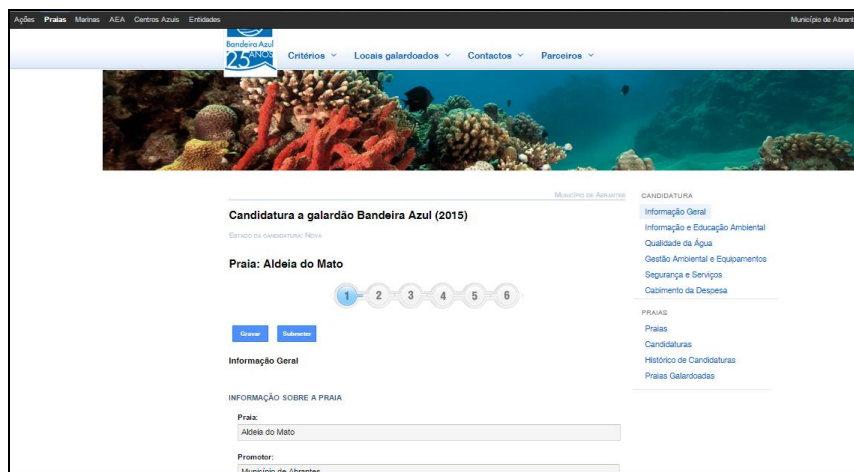 Ações Praias Marinas AEA Centros Azuis Entidades Município de Abrant
Bandeira Azul
25 ANOS
Critérios Locais galardoados Contactos Parceiros
MUNICÍPIO DE ABRANTES
Candidatura a galardão Bandeira Azul (2015)
ESTADO DA CANDIDATURA: NOVA
Praia: Aldeia do Mato
1 2 3 4 5 6
Gravar Submeter
Informação Geral
INFORMAÇÃO SOBRE A PRAIA
Praia:
Aldeia do Mato
Promotor:
Município de Abrantes
CANDIDATURA
Informação Geral
Informação e Educação Ambiental
Qualidade da Água
Gestão Ambiental e Equipamentos
Segurança e Serviços
Cabimento da Despesa
PRAIAS
Praias
Candidaturas
Histórico de Candidaturas
Praias Galardoadas